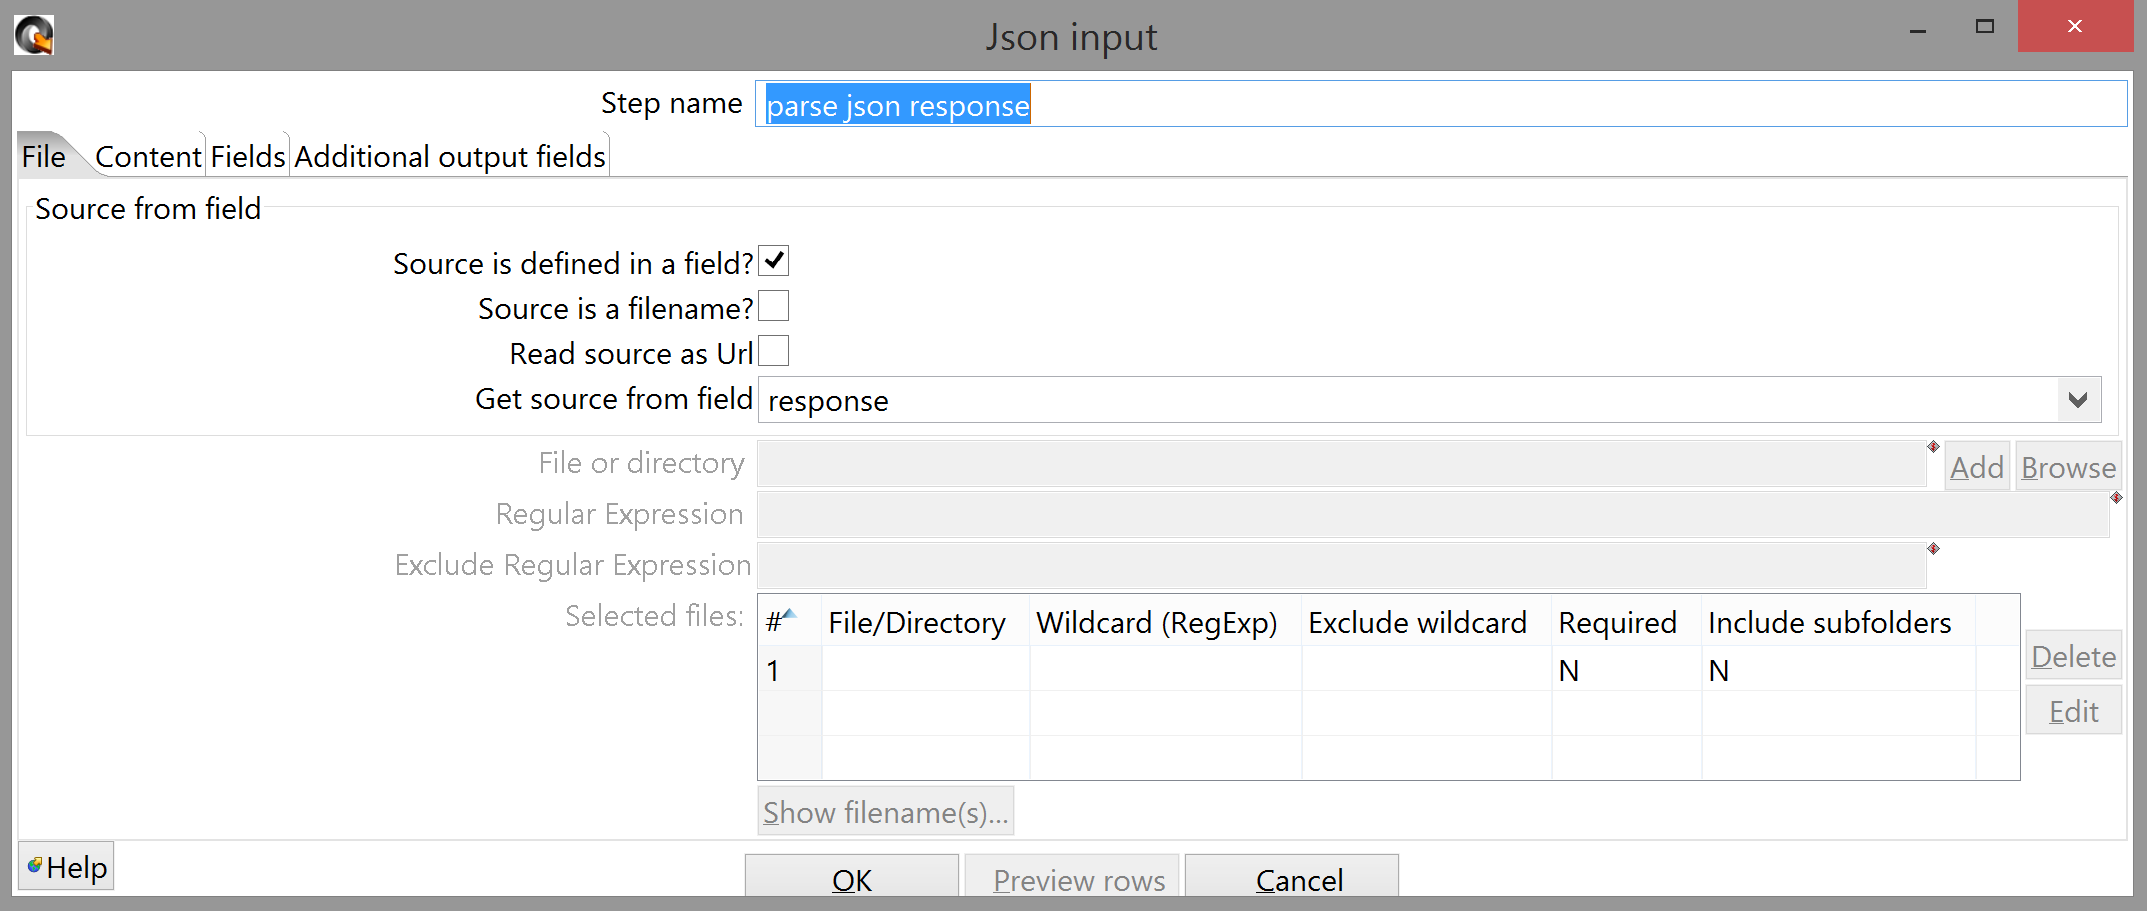 Json input
Step name parse json response
File Content Fields Additional output fields
Source from field
Source is defined in a field?
Source is a filename?
Read source as Url
Get source from field response
File or directory Add Browse
Regular Expression
Exclude Regular Expression
Selected files: # File/Directory Wildcard (RegExp) Exclude wildcard Required Include subfolders
1 N N
Delete
Edit
Show filename(s)...
Help
OK Preview rows Cancel